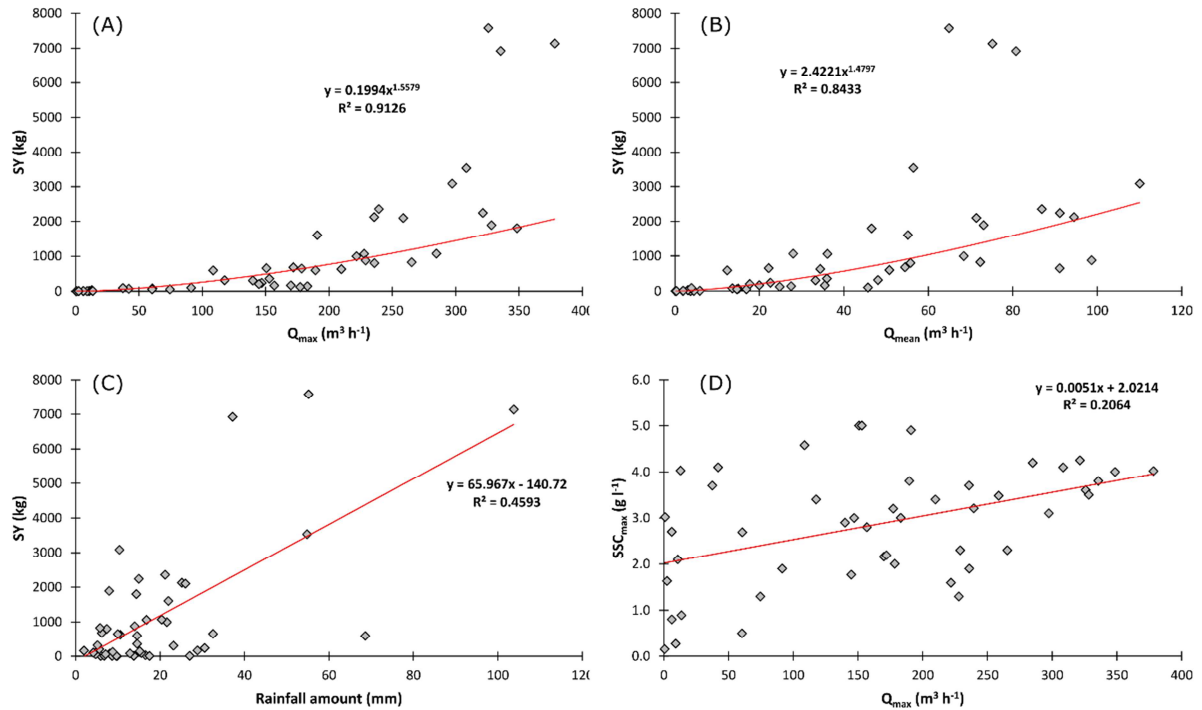 (A)
8000
7000
6000
5000
4000
3000
2000
1000
0
SY (kg)
y = 0.1994x^1.5579
R² = 0.9126
0 50 100 150 200 250 300 350 400
Qmax (m³ h⁻¹)
(B)
8000
7000
6000
5000
4000
3000
2000
1000
0
SY (kg)
y = 2.4221x^1.4797
R² = 0.8433
0 20 40 60 80 100 120
Qmean (m³ h⁻¹)
(C)
8000
7000
6000
5000
4000
3000
2000
1000
0
SY (kg)
y = 65.967x - 140.72
R² = 0.4593
0 20 40 60 80 100 120
Rainfall amount (mm)
(D)
6.0
5.0
4.0
3.0
2.0
1.0
0.0
SSCmax (g l⁻¹)
y = 0.0051x + 2.0214
R² = 0.2064
0 50 100 150 200 250 300 350 400
Qmax (m³ h⁻¹)